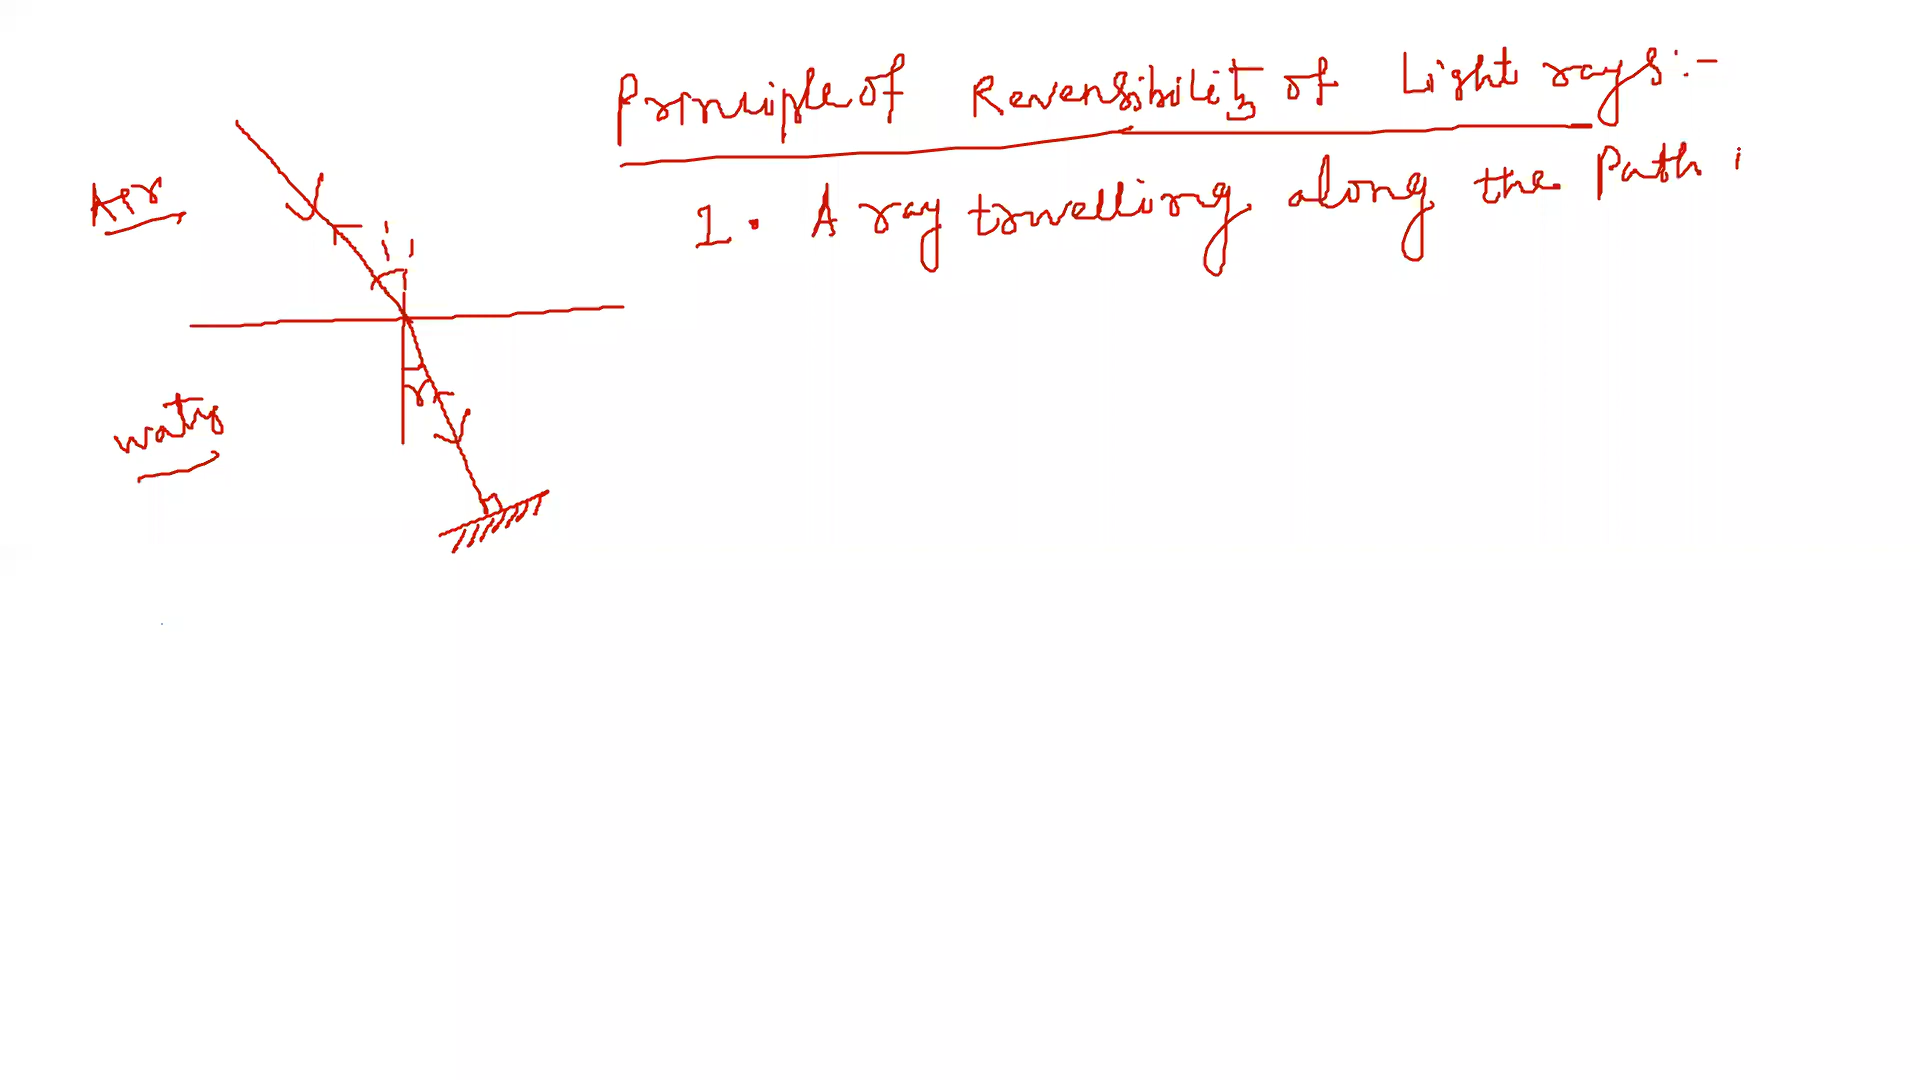 Principle of Reversibility of Light rays :-
1. A ray travelling along the Path i
Air
i
r
water